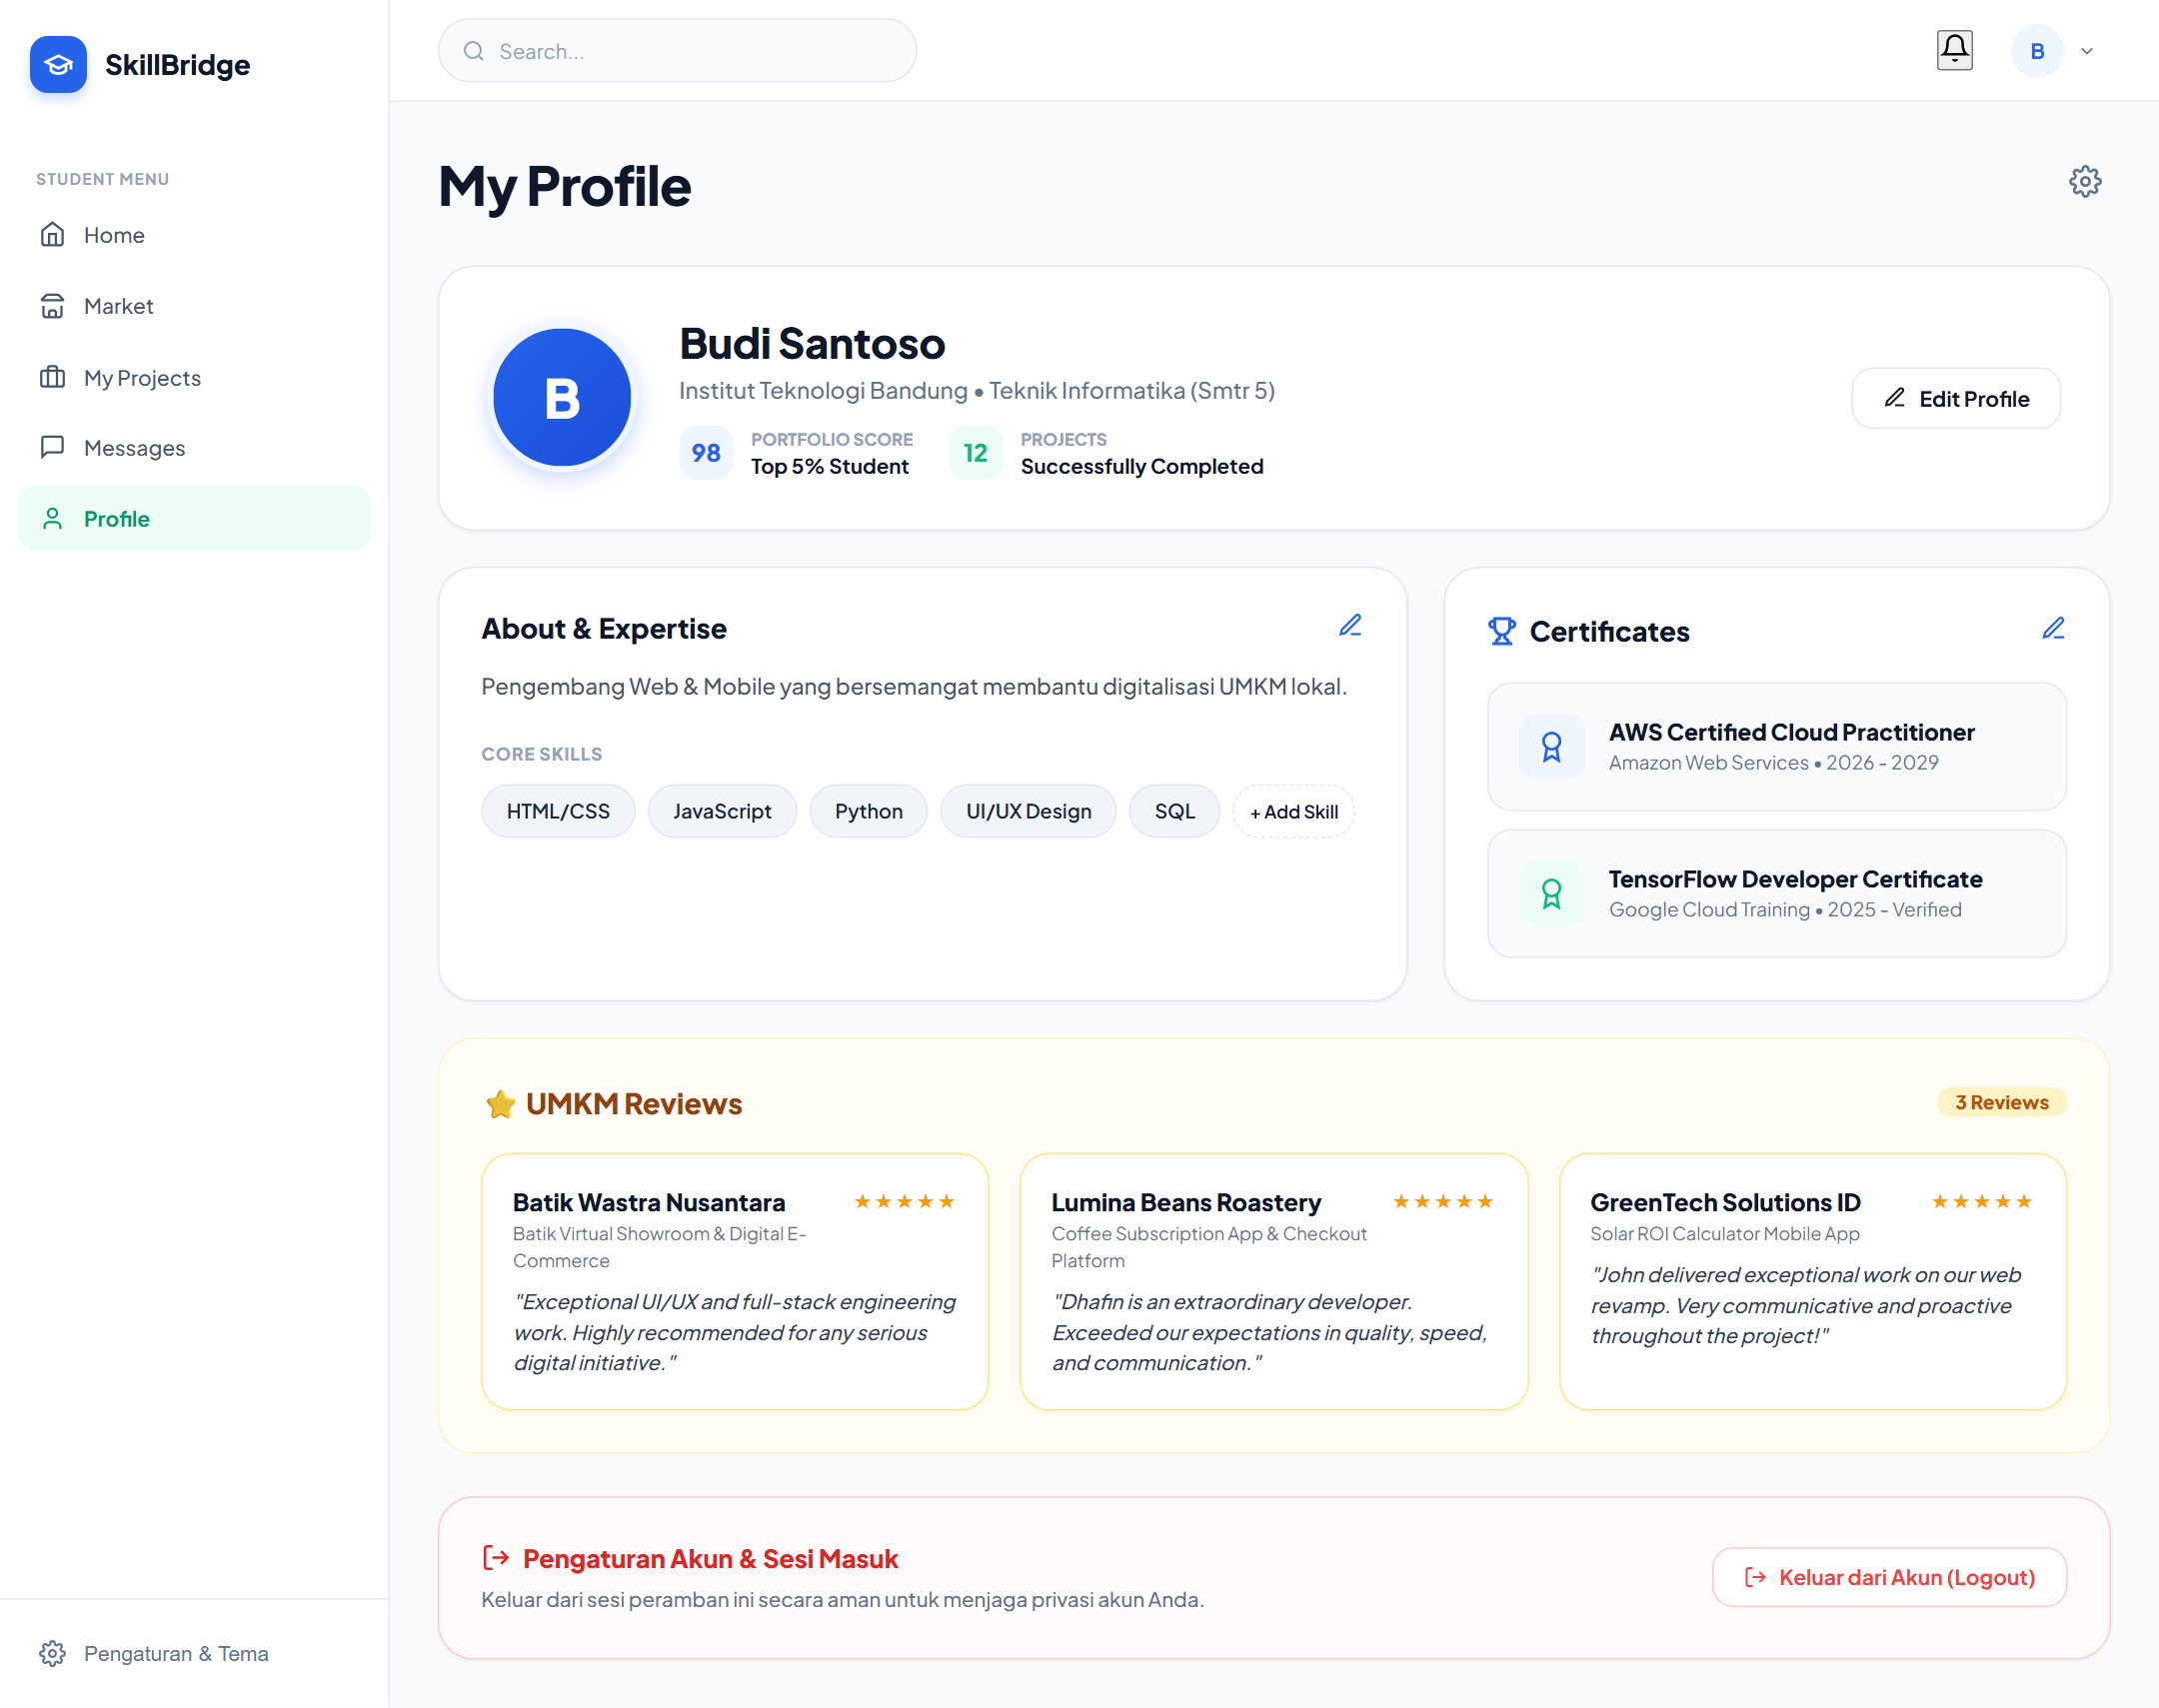 SkillBridge
Search...
B
STUDENT MENU
Home
Market
My Projects
Messages
Profile
Pengaturan & Tema
My Profile
B
Budi Santoso
Institut Teknologi Bandung • Teknik Informatika (Smtr 5)
98
PORTFOLIO SCORE
Top 5% Student
12
PROJECTS
Successfully Completed
Edit Profile
About & Expertise
Pengembang Web & Mobile yang bersemangat membantu digitalisasi UMKM lokal.
CORE SKILLS
HTML/CSS
JavaScript
Python
UI/UX Design
SQL
+ Add Skill
Certificates
AWS Certified Cloud Practitioner
Amazon Web Services • 2026 - 2029
TensorFlow Developer Certificate
Google Cloud Training • 2025 - Verified
UMKM Reviews
3 Reviews
Batik Wastra Nusantara ★★★★★
Batik Virtual Showroom & Digital E-
Commerce
"Exceptional UI/UX and full-stack engineering
work. Highly recommended for any serious
digital initiative."
Lumina Beans Roastery ★★★★★
Coffee Subscription App & Checkout
Platform
"Dhafin is an extraordinary developer.
Exceeded our expectations in quality, speed,
and communication."
GreenTech Solutions ID ★★★★★
Solar ROI Calculator Mobile App
"John delivered exceptional work on our web
revamp. Very communicative and proactive
throughout the project!"
Pengaturan Akun & Sesi Masuk
Keluar dari sesi peramban ini secara aman untuk menjaga privasi akun Anda.
Keluar dari Akun (Logout)